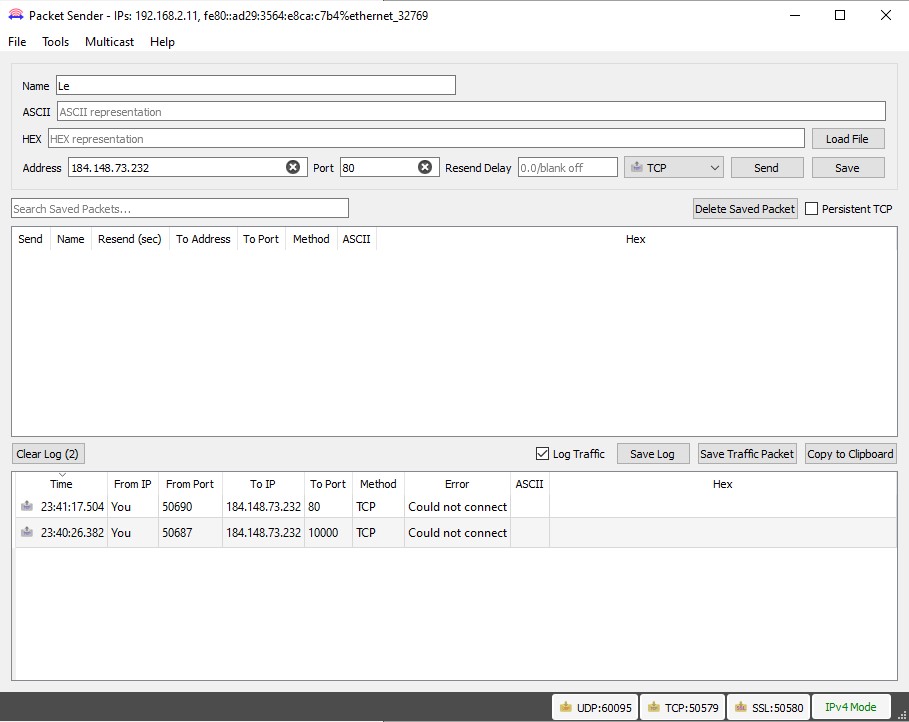 Packet Sender - IPs: 192.168.2.11, fe80::ad29:3564:e8ca:c7b4%ethernet_32769
File Tools Multicast Help
Name Le
ASCII ASCII representation
HEX HEX representation Load File
Address 184.148.73.232 Port 80 Resend Delay 0.0/blank off TCP Send Save
Search Saved Packets... Delete Saved Packet Persistent TCP
Send Name Resend (sec) To Address To Port Method ASCII Hex
Clear Log (2) Log Traffic Save Log Save Traffic Packet Copy to Clipboard
Time From IP From Port To IP To Port Method Error ASCII Hex
23:41:17.504 You 50690 184.148.73.232 80 TCP Could not connect
23:40:26.382 You 50687 184.148.73.232 10000 TCP Could not connect
UDP:60095 TCP:50579 SSL:50580 IPv4 Mode